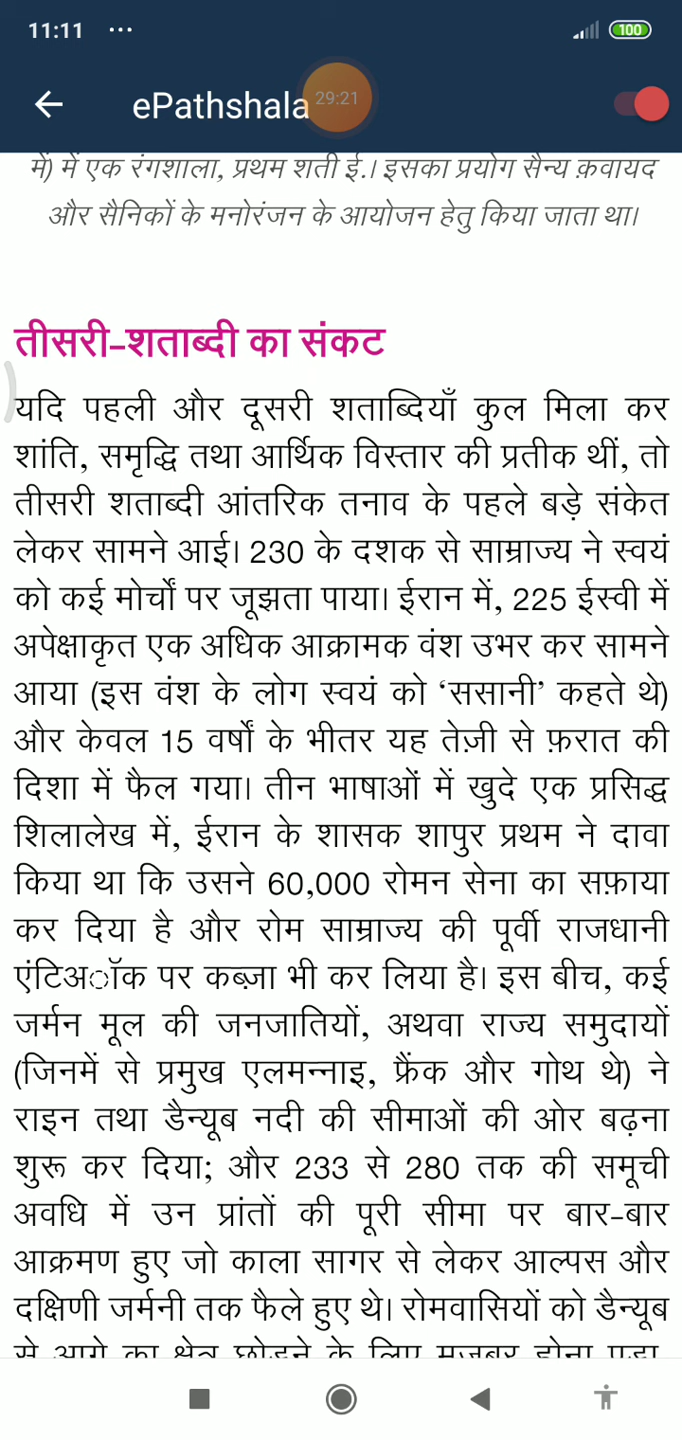 11:11 ...
100
ePathshala
29:21
में) में एक रंगशाला, प्रथम शती ई.। इसका प्रयोग सैन्य क़वायद
और सैनिकों के मनोरंजन के आयोजन हेतु किया जाता था।
तीसरी-शताब्दी का संकट
यदि पहली और दूसरी शताब्दियाँ कुल मिला कर
शांति, समृद्धि तथा आर्थिक विस्तार की प्रतीक थीं, तो
तीसरी शताब्दी आंतरिक तनाव के पहले बड़े संकेत
लेकर सामने आई। 230 के दशक से साम्राज्य ने स्वयं
को कई मोर्चों पर जूझता पाया। ईरान में, 225 ईस्वी में
अपेक्षाकृत एक अधिक आक्रामक वंश उभर कर सामने
आया (इस वंश के लोग स्वयं को ‘ससानी’ कहते थे)
और केवल 15 वर्षों के भीतर यह तेज़ी से फ़रात की
दिशा में फैल गया। तीन भाषाओं में खुदे एक प्रसिद्ध
शिलालेख में, ईरान के शासक शापुर प्रथम ने दावा
किया था कि उसने 60,000 रोमन सेना का सफ़ाया
कर दिया है और रोम साम्राज्य की पूर्वी राजधानी
एंटिअॉक पर कब्ज़ा भी कर लिया है। इस बीच, कई
जर्मन मूल की जनजातियों, अथवा राज्य समुदायों
(जिनमें से प्रमुख एलमन्नाइ, फ्रैंक और गोथ थे) ने
राइन तथा डैन्यूब नदी की सीमाओं की ओर बढ़ना
शुरू कर दिया; और 233 से 280 तक की समूची
अवधि में उन प्रांतों की पूरी सीमा पर बार-बार
आक्रमण हुए जो काला सागर से लेकर आल्पस और
दक्षिणी जर्मनी तक फैले हुए थे। रोमवासियों को डैन्यूब
से आगे का क्षेत्र छोड़ने के लिए मजबूर होना पड़ा,